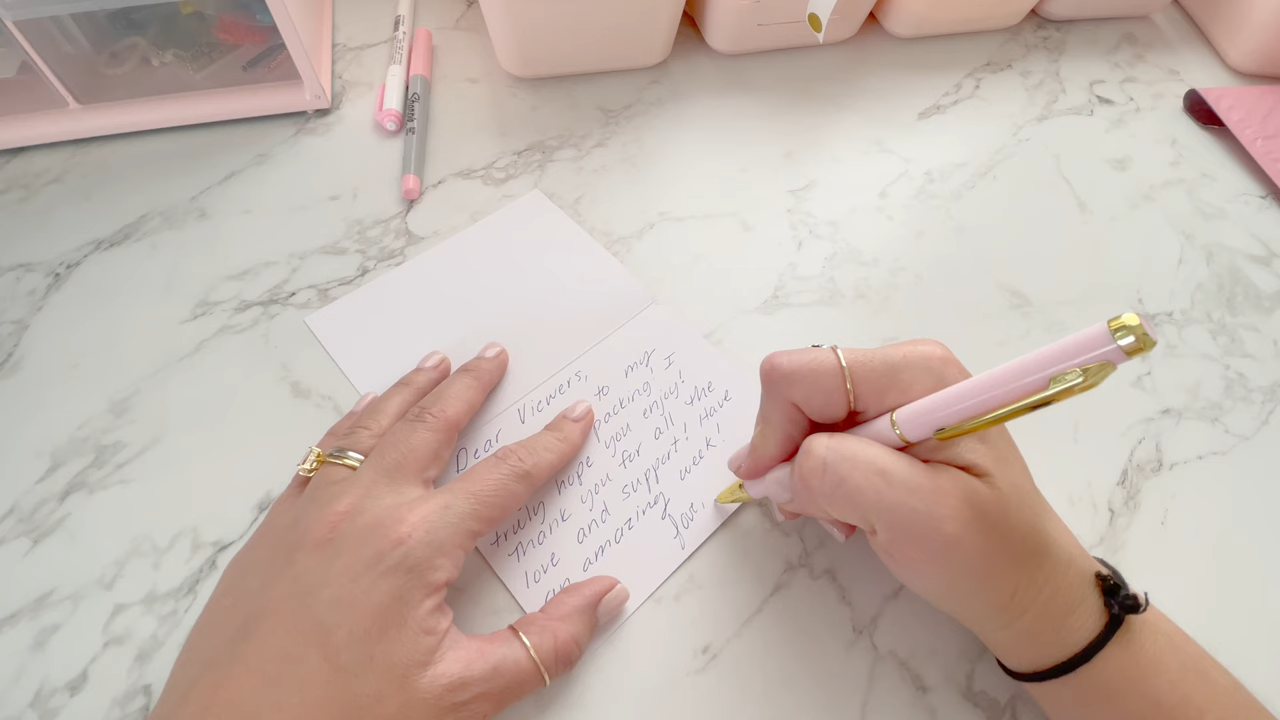 Dear Viewers,
to my
packing! I
truly hope you enjoy!
Thank you for all the
love and support! Have
an amazing week!
Love,
Sharpie